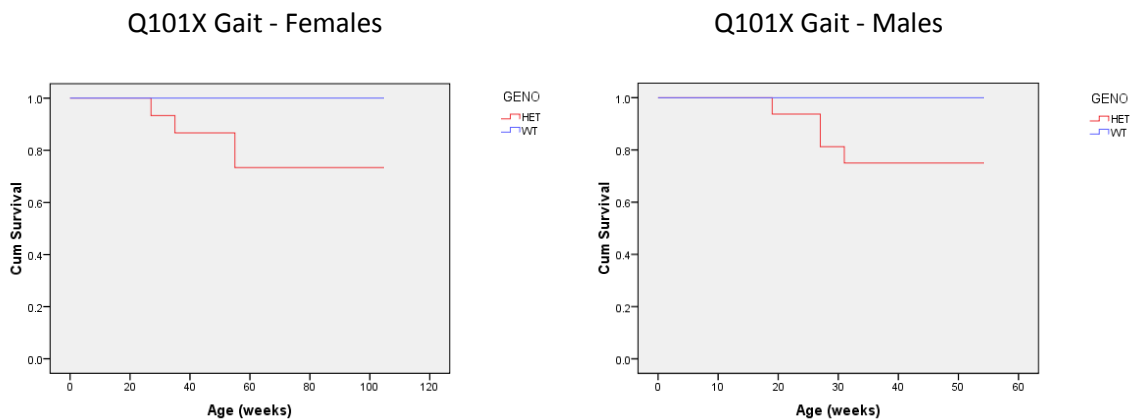 Q101X Gait - Females
Q101X Gait - Males
GENO
HET
WT
1.0
0.8
0.6
0.4
0.2
0.0
Cum Survival
0
20
40
60
80
100
120
Age (weeks)
GENO
HET
WT
1.0
0.8
0.6
0.4
0.2
0.0
Cum Survival
0
10
20
30
40
50
60
Age (weeks)